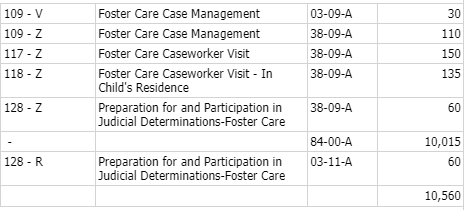 109 - V Foster Care Case Management 03-09-A 30
109 - Z Foster Care Case Management 38-09-A 110
117 - Z Foster Care Caseworker Visit 38-09-A 150
118 - Z Foster Care Caseworker Visit - In 38-09-A 135
Child's Residence
128 - Z Preparation for and Participation in 38-09-A 60
Judicial Determinations-Foster Care
- 84-00-A 10,015
128 - R Preparation for and Participation in 03-11-A 60
Judicial Determinations-Foster Care
10,560